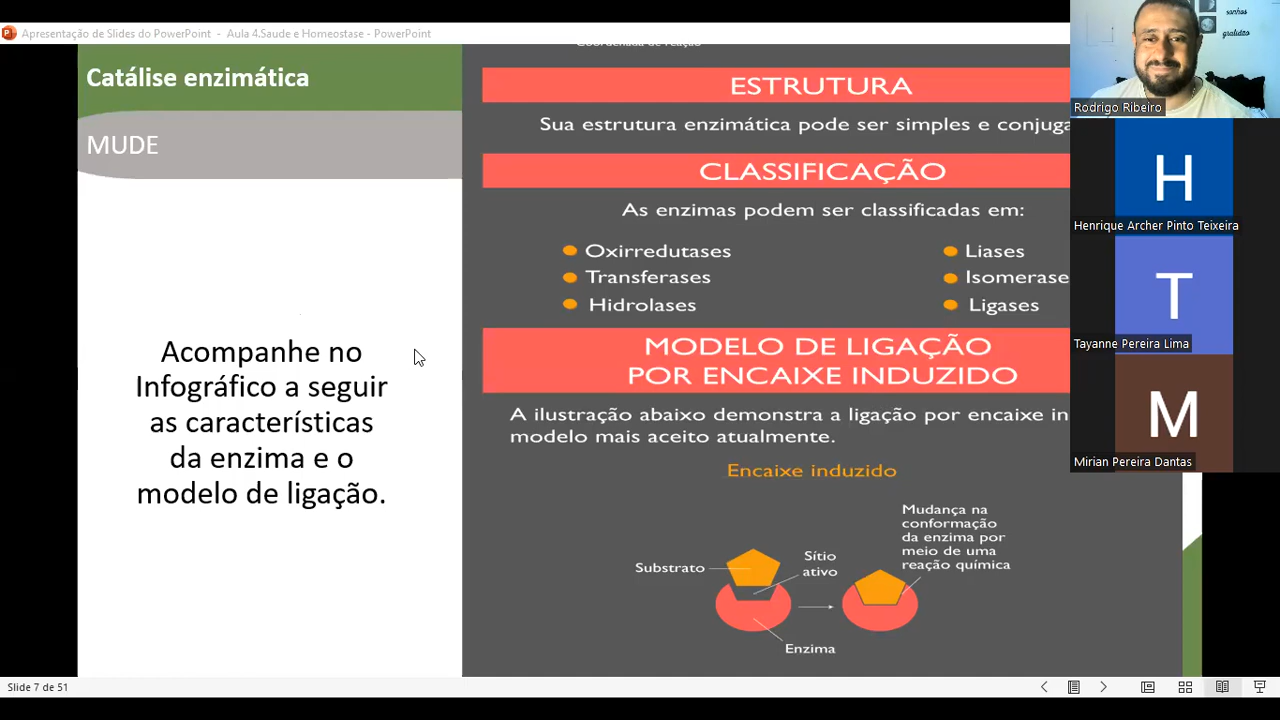 Apresentação de Slides do PowerPoint - Aula 4.Saude e Homeostase - PowerPoint
Catálise enzimática
MUDE
Acompanhe no
Infográfico a seguir
as características
da enzima e o
modelo de ligação.
Coordenada de reação
ESTRUTURA
Sua estrutura enzimática pode ser simples e conjuga
CLASSIFICAÇÃO
As enzimas podem ser classificadas em:
Oxirredutases
Transferases
Hidrolases
Liases
Isomerase
Ligases
MODELO DE LIGAÇÃO
POR ENCAIXE INDUZIDO
A ilustração abaixo demonstra a ligação por encaixe in
modelo mais aceito atualmente.
Encaixe induzido
Substrato
Sítio
ativo
Enzima
Mudança na
conformação
da enzima por
meio de uma
reação química
sonhos
gratidão
Rodrigo Ribeiro
H
Henrique Archer Pinto Teixeira
T
Tayanne Pereira Lima
M
Mirian Pereira Dantas
Slide 7 de 51